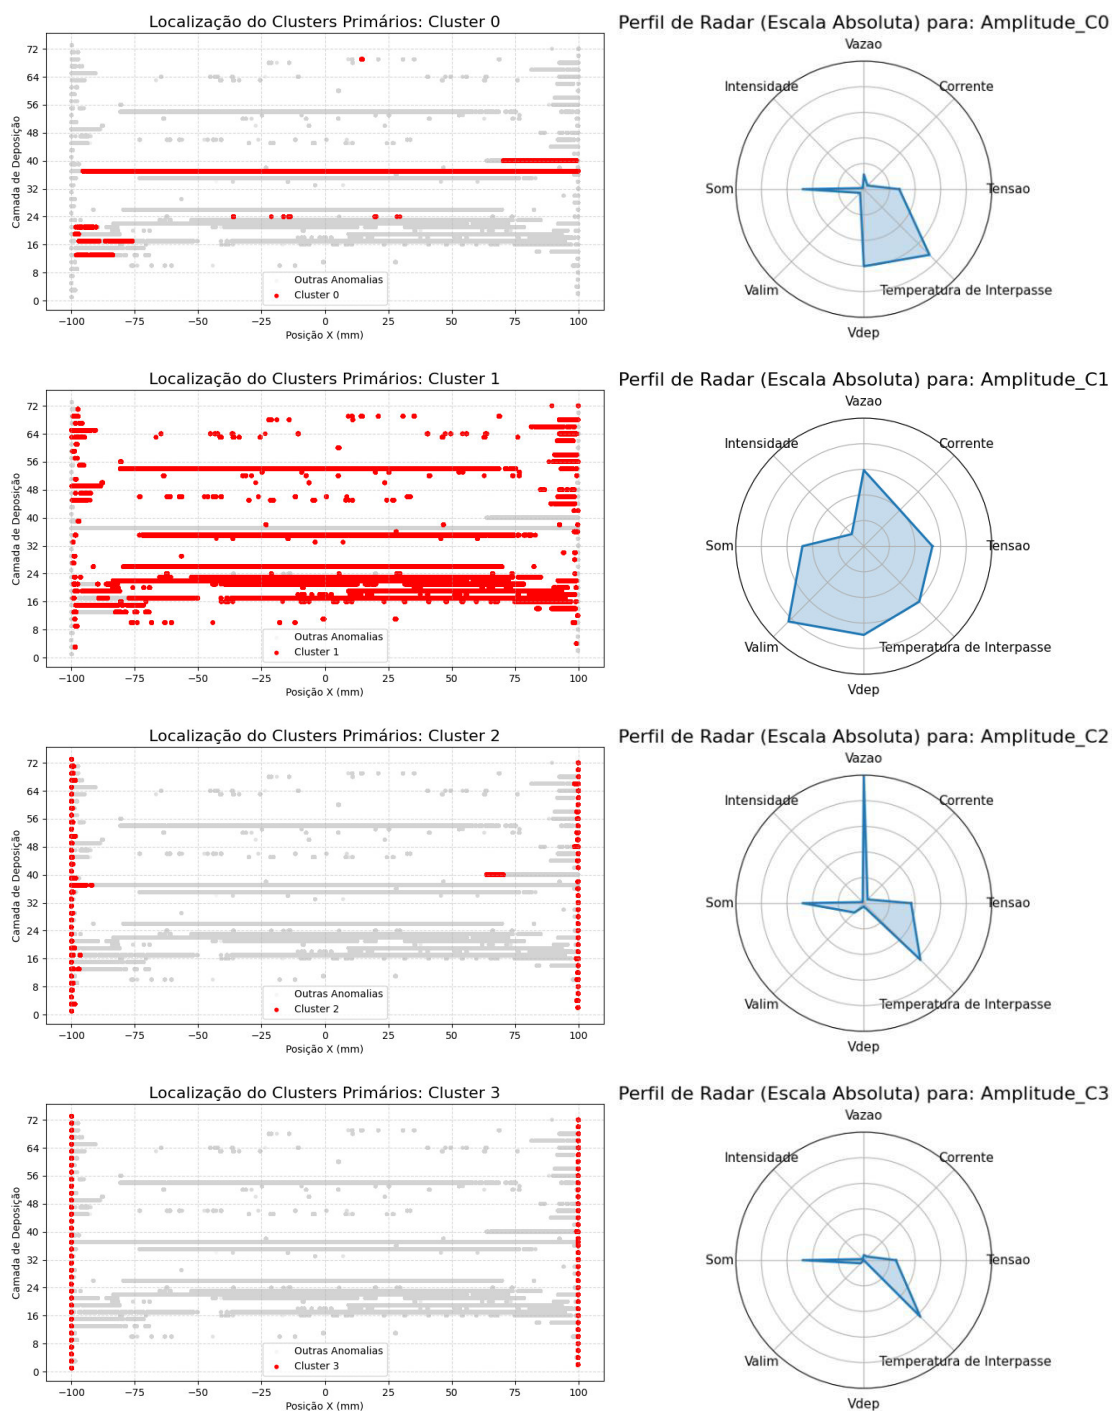 Localização do Clusters Primários: Cluster 0
Camada de Deposição
72
64
56
48
40
32
24
16
8
0
Outras Anomalias
Cluster 0
−100 −75 −50 −25 0 25 50 75 100
Posição X (mm)
Perfil de Radar (Escala Absoluta) para: Amplitude_C0
Vazao
Intensidade
Corrente
Som
Tensao
Valim
Temperatura de Interpasse
Vdep
Localização do Clusters Primários: Cluster 1
Camada de Deposição
72
64
56
48
40
32
24
16
8
0
Outras Anomalias
Cluster 1
−100 −75 −50 −25 0 25 50 75 100
Posição X (mm)
Perfil de Radar (Escala Absoluta) para: Amplitude_C1
Vazao
Intensidade
Corrente
Som
Tensao
Valim
Temperatura de Interpasse
Vdep
Localização do Clusters Primários: Cluster 2
Camada de Deposição
72
64
56
48
40
32
24
16
8
0
Outras Anomalias
Cluster 2
−100 −75 −50 −25 0 25 50 75 100
Posição X (mm)
Perfil de Radar (Escala Absoluta) para: Amplitude_C2
Vazao
Intensidade
Corrente
Som
Tensao
Valim
Temperatura de Interpasse
Vdep
Localização do Clusters Primários: Cluster 3
Camada de Deposição
72
64
56
48
40
32
24
16
8
0
Outras Anomalias
Cluster 3
−100 −75 −50 −25 0 25 50 75 100
Posição X (mm)
Perfil de Radar (Escala Absoluta) para: Amplitude_C3
Vazao
Intensidade
Corrente
Som
Tensao
Valim
Temperatura de Interpasse
Vdep